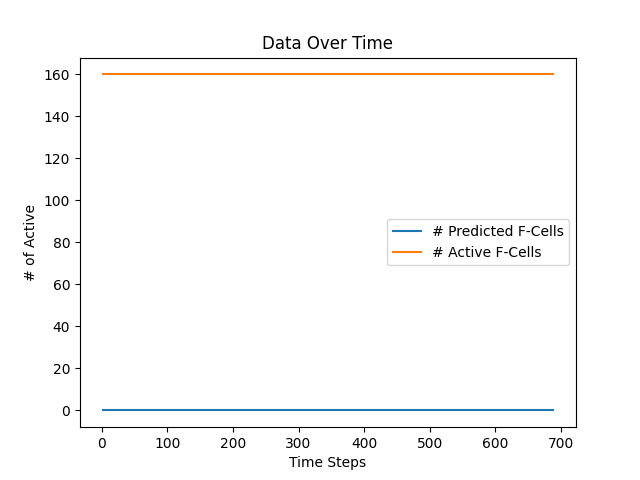 Data Over Time
# of Active
160
140
120
100
80
60
40
20
0
# Predicted F-Cells
# Active F-Cells
0 100 200 300 400 500 600 700
Time Steps